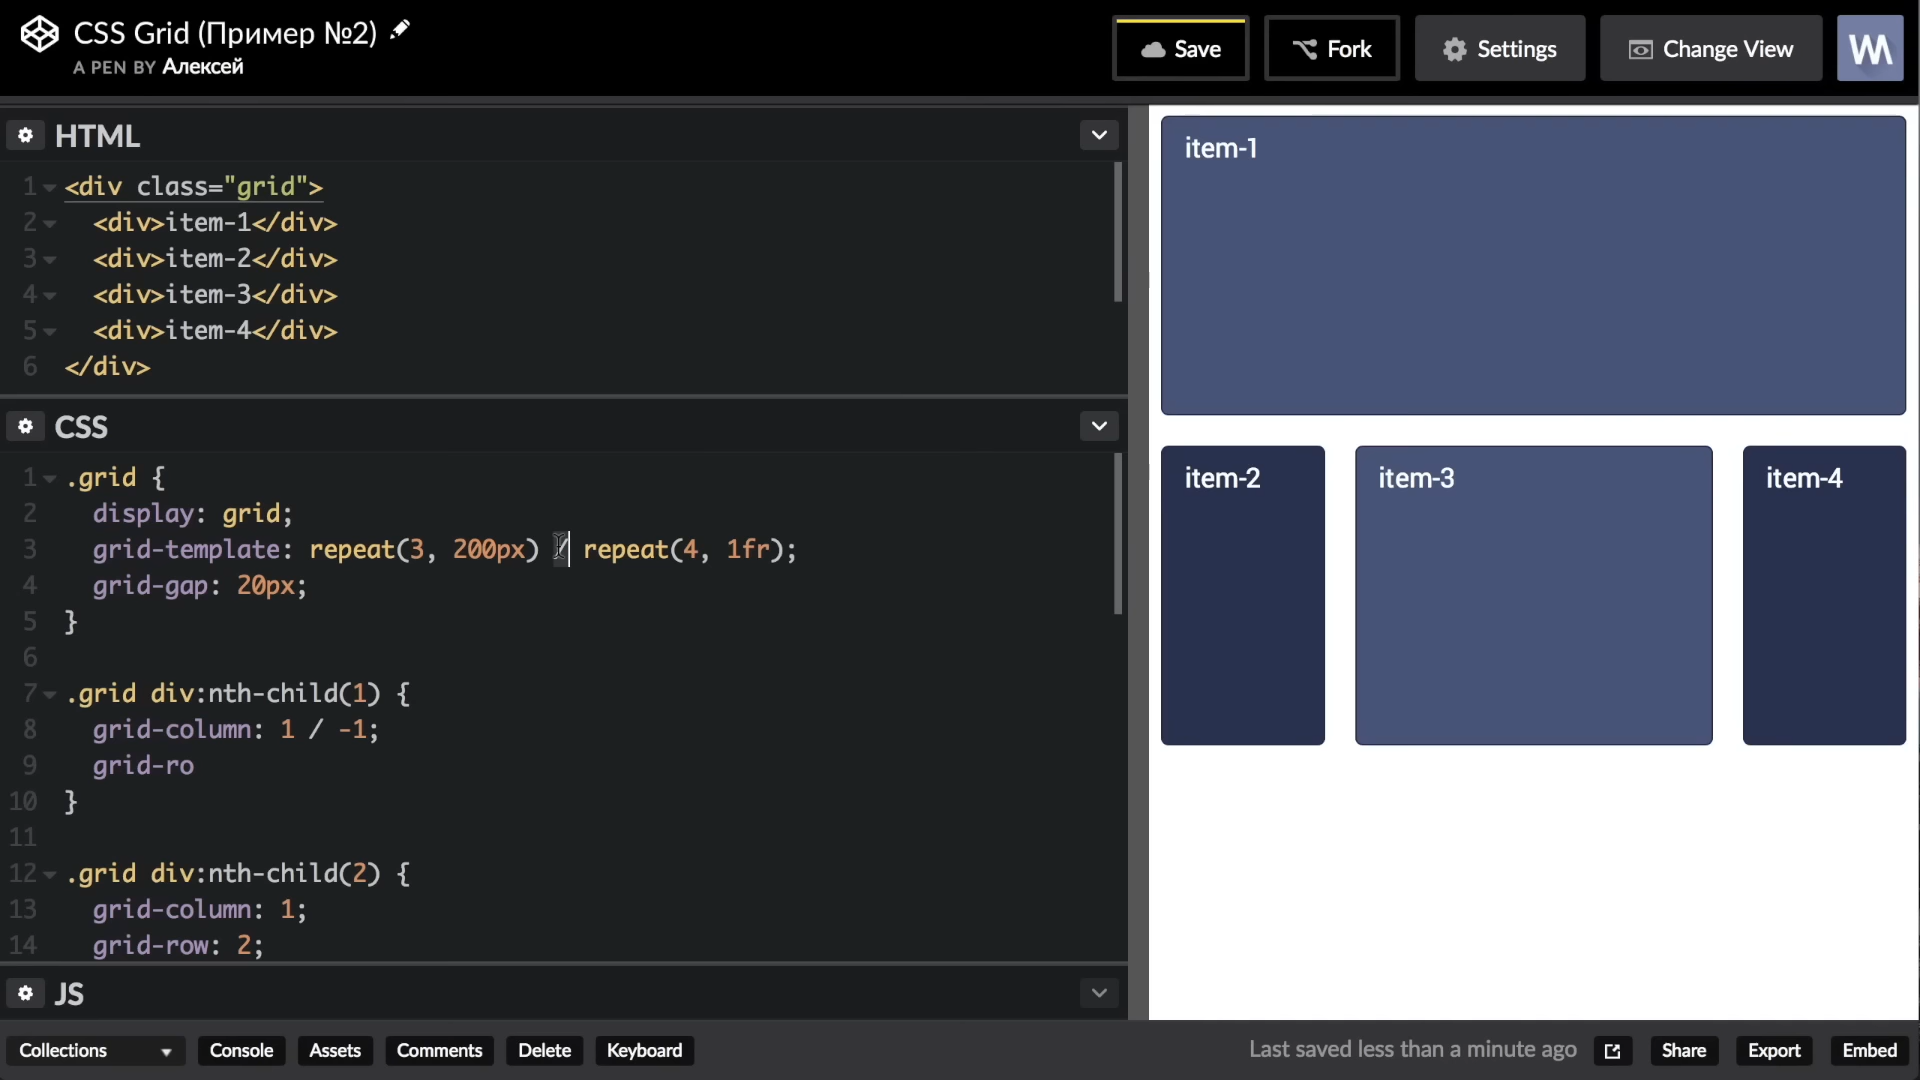 CSS Grid (Пример №2)
A PEN BY Алексей
Save
Fork
Settings
Change View
HTML
1 <div class="grid">
2 <div>item-1</div>
3 <div>item-2</div>
4 <div>item-3</div>
5 <div>item-4</div>
6 </div>
CSS
1 .grid {
2 display: grid;
3 grid-template: repeat(3, 200px) / repeat(4, 1fr);
4 grid-gap: 20px;
5 }
6
7 .grid div:nth-child(1) {
8 grid-column: 1 / -1;
9 grid-ro
10 }
11
12 .grid div:nth-child(2) {
13 grid-column: 1;
14 grid-row: 2;
JS
item-1
item-2
item-3
item-4
Collections
Console
Assets
Comments
Delete
Keyboard
Last saved less than a minute ago
Share
Export
Embed